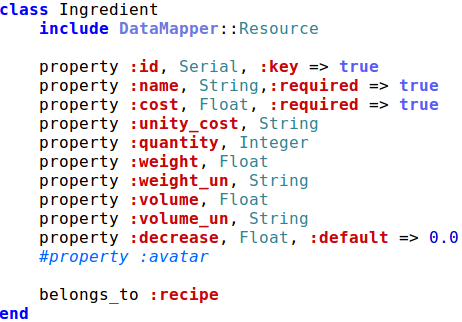 class Ingredient
    include DataMapper::Resource

    property :id, Serial, :key => true
    property :name, String,:required => true
    property :cost, Float, :required => true
    property :unity_cost, String
    property :quantity, Integer
    property :weight, Float
    property :weight_un, String
    property :volume, Float
    property :volume_un, String
    property :decrease, Float, :default => 0.0
    #property :avatar

    belongs_to :recipe
end